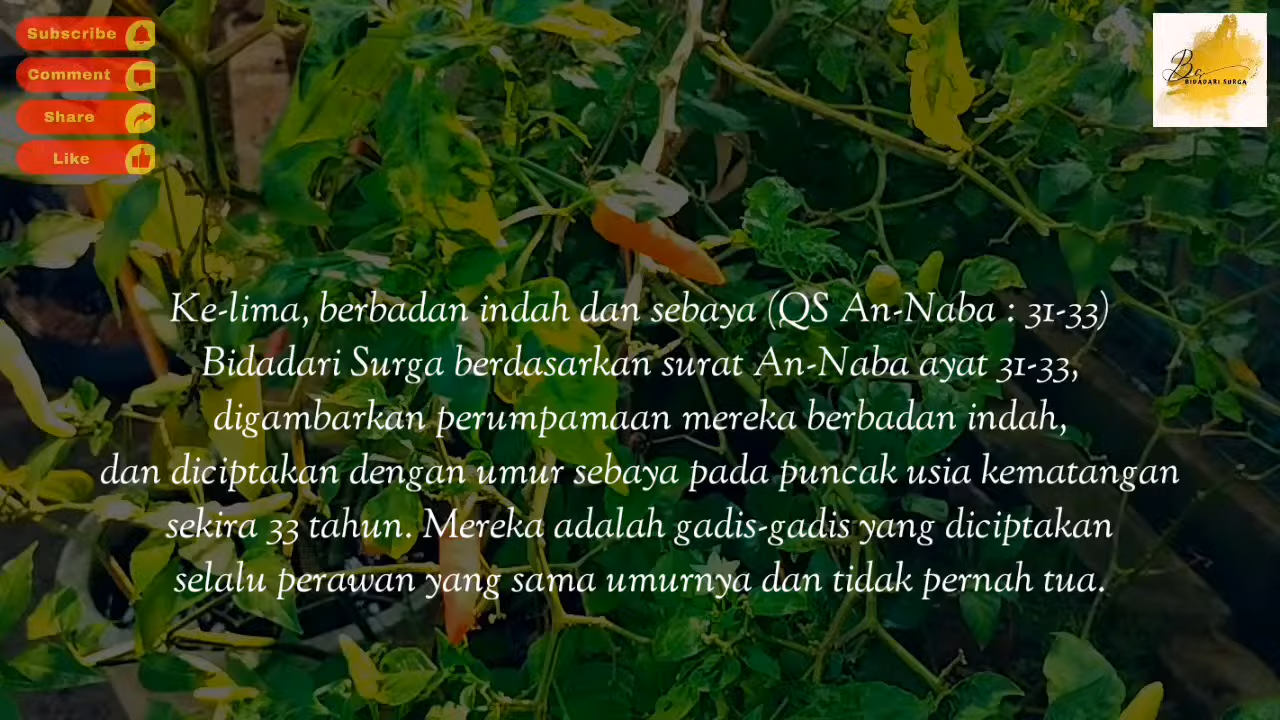 Subscribe
Comment
Share
Like
Bs
BIDADARI SURGA
Ke-lima, berbadan indah dan sebaya (QS An-Naba : 31-33)
Bidadari Surga berdasarkan surat An-Naba ayat 31-33,
digambarkan perumpamaan mereka berbadan indah,
dan diciptakan dengan umur sebaya pada puncak usia kematangan
sekira 33 tahun. Mereka adalah gadis-gadis yang diciptakan
selalu perawan yang sama umurnya dan tidak pernah tua.